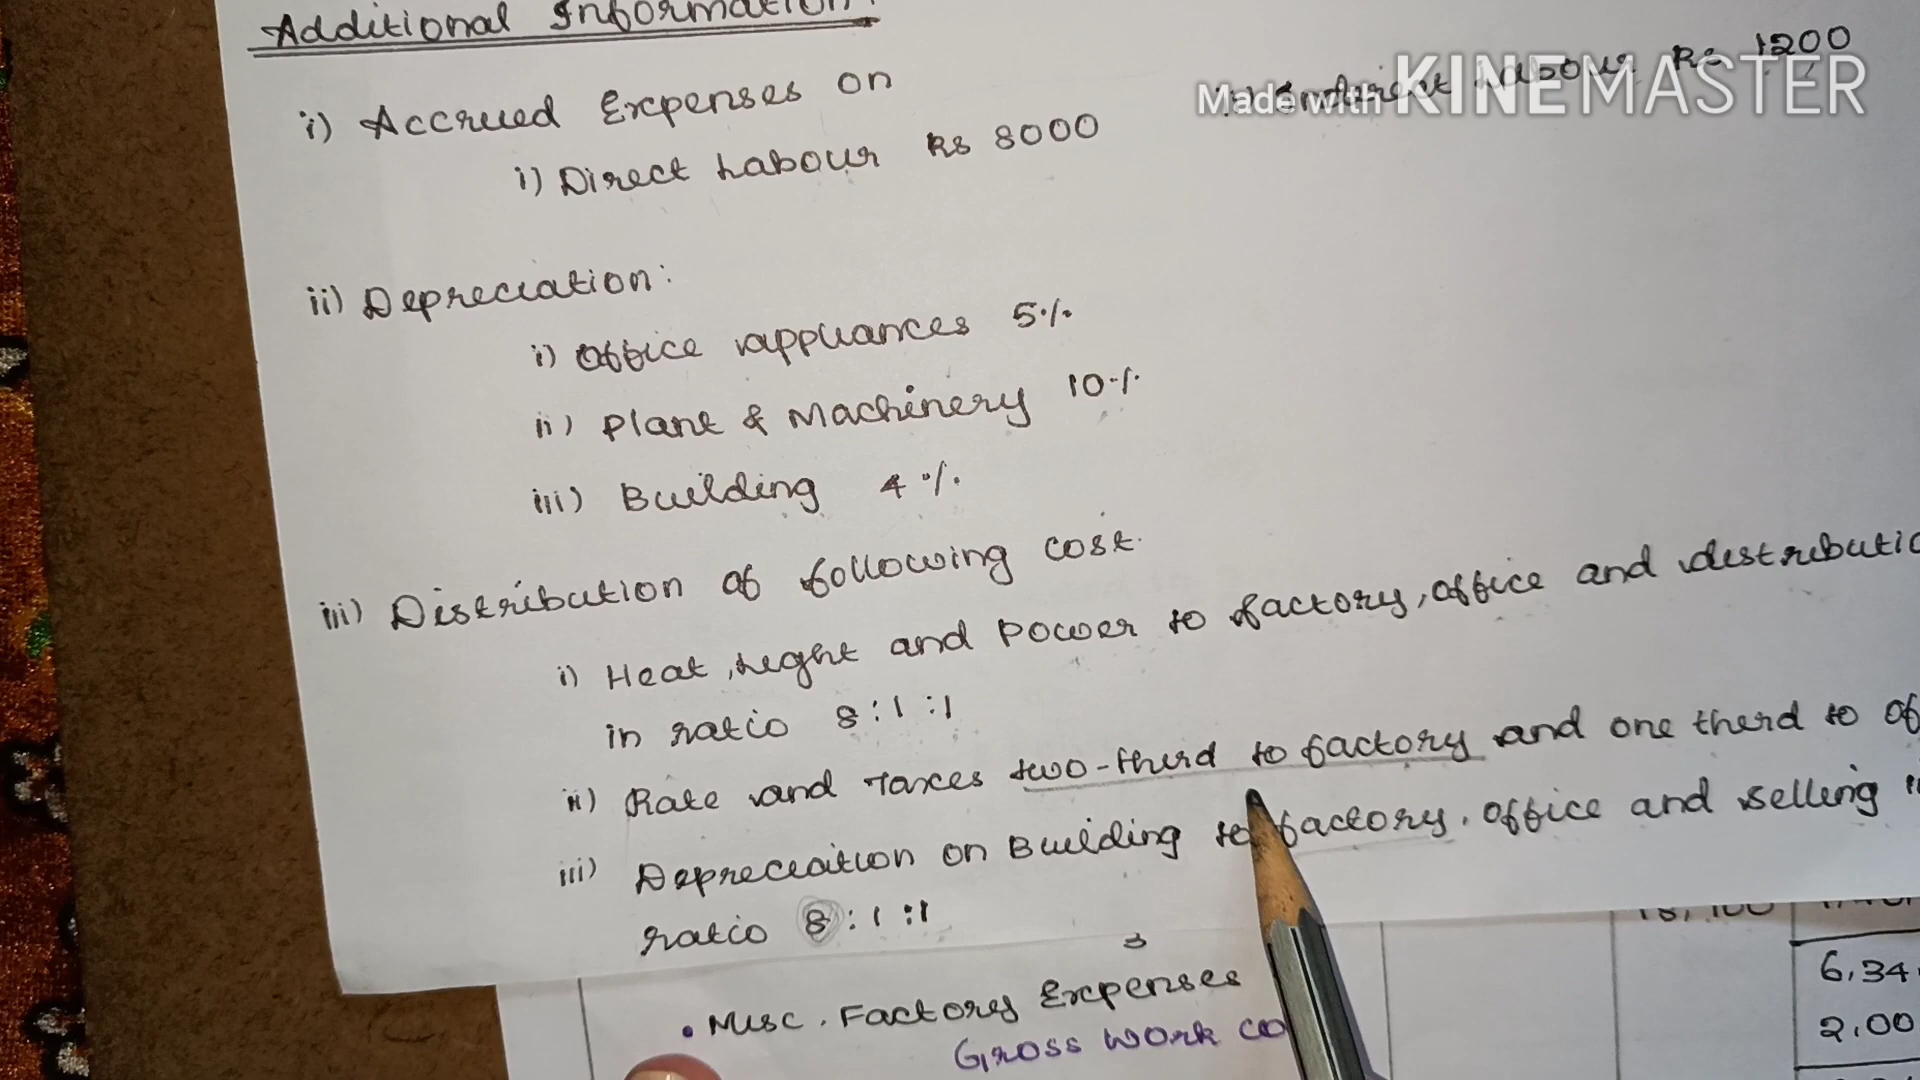 Additional Information:
i) Accrued Expenses on
i) Direct Labour Rs 8000
ii) Indirect Labour Rs 1200
Made with KINEMASTER
ii) Depreciation:
i) Office appliances 5%
ii) Plant & Machinery 10%
iii) Building 4%
iii) Distribution of following cost.
i) Heat, light and Power to factory, office and distributio
in ratio 8:1:1
ii) Rate and Taxes two-third to factory and one third to of
iii) Depreciation on Building to factory, office and selling i
ratio 8:1:1
• Misc. Factory Expenses
Gross Work Co
6,34
2,00